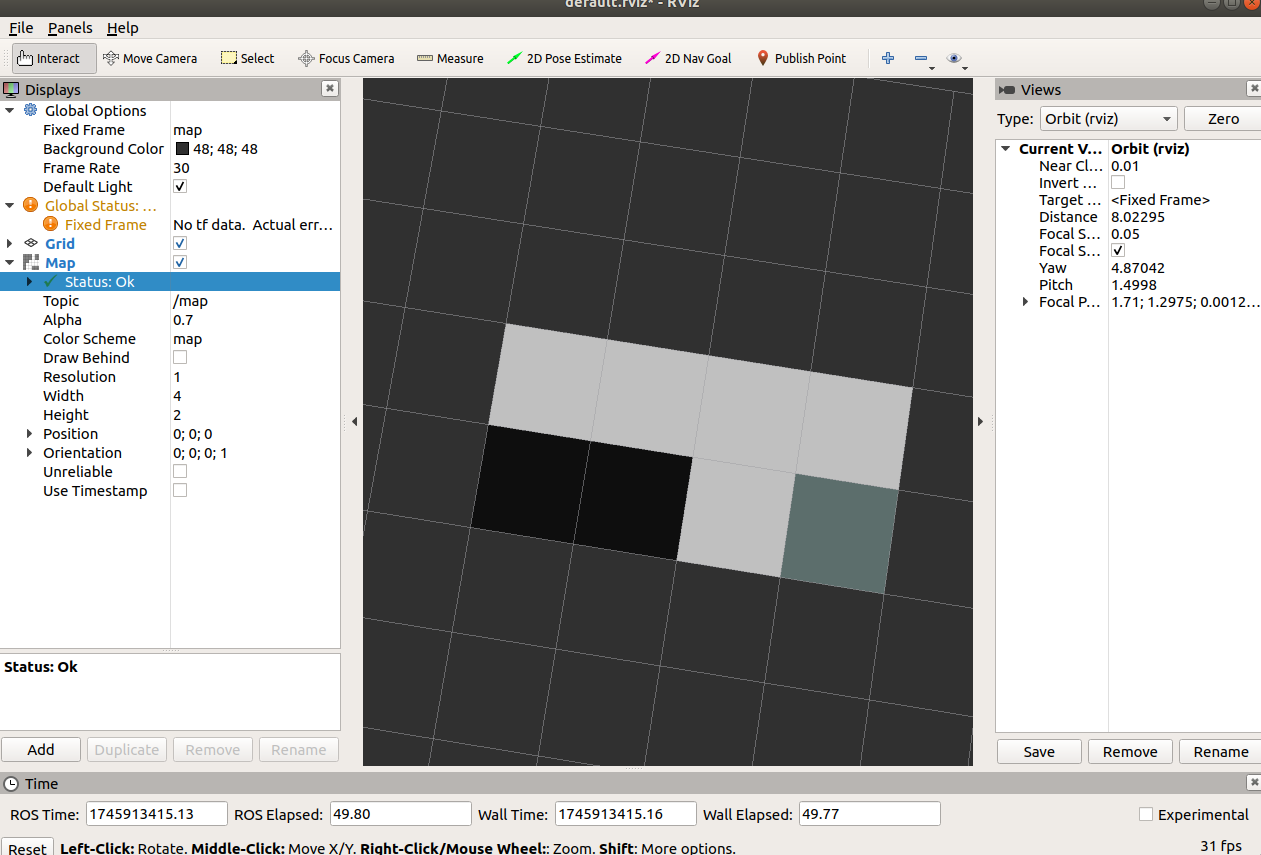 default.rviz* - RViz
File Panels Help
Interact Move Camera Select Focus Camera Measure 2D Pose Estimate 2D Nav Goal Publish Point
Displays
Global Options
Fixed Frame map
Background Color 48; 48; 48
Frame Rate 30
Default Light
Global Status: ...
Fixed Frame No tf data. Actual err...
Grid
Map
Status: Ok
Topic /map
Alpha 0.7
Color Scheme map
Draw Behind
Resolution 1
Width 4
Height 2
Position 0; 0; 0
Orientation 0; 0; 0; 1
Unreliable
Use Timestamp
Status: Ok
Add Duplicate Remove Rename
Views
Type: Orbit (rviz) Zero
Current V... Orbit (rviz)
Near Cl... 0.01
Invert ...
Target ... <Fixed Frame>
Distance 8.02295
Focal S... 0.05
Focal S...
Yaw 4.87042
Pitch 1.4998
Focal P... 1.71; 1.2975; 0.0012...
Save Remove Rename
Time
ROS Time: 1745913415.13 ROS Elapsed: 49.80 Wall Time: 1745913415.16 Wall Elapsed: 49.77 Experimental
Reset Left-Click: Rotate. Middle-Click: Move X/Y. Right-Click/Mouse Wheel:: Zoom. Shift: More options. 31 fps